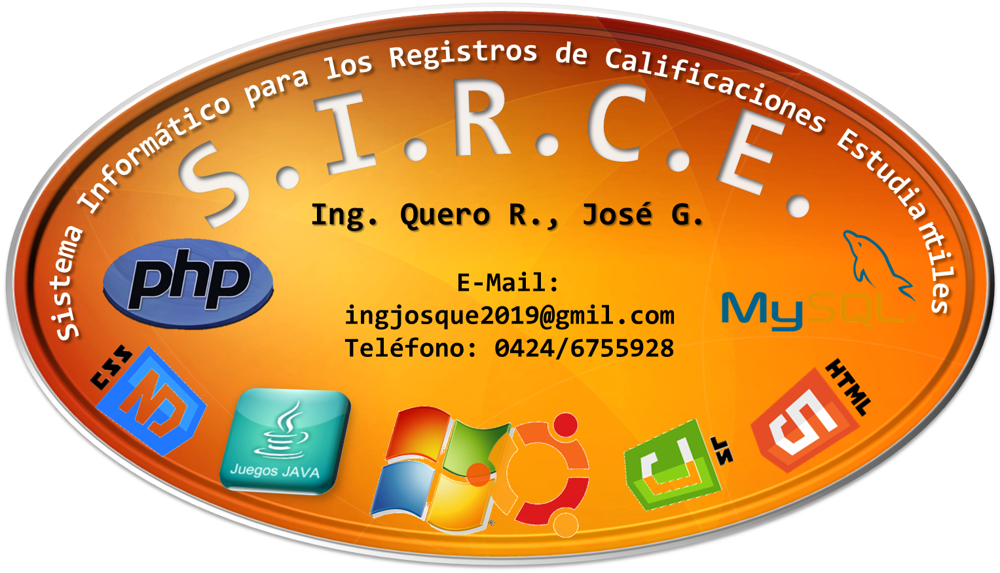 Sistema Informático para los Registros de Calificaciones Estudiantiles
S.I.R.C.E.
Ing. Quero R., José G.
php
E-Mail:
ingjosque2019@gmil.com
Teléfono: 0424/6755928
MySQL®
CSS
Juegos JAVA
®
JS
HTML
5